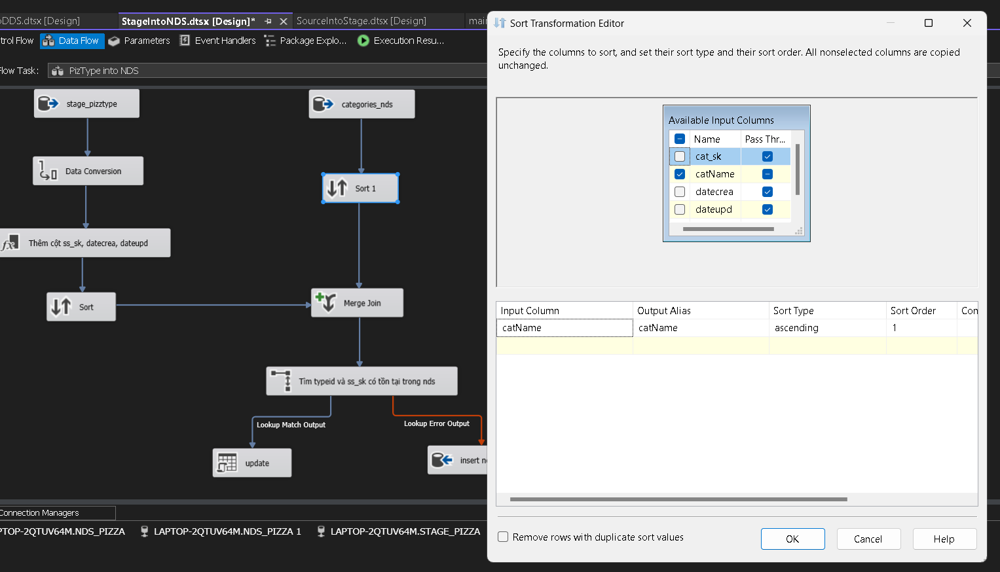 oDDS.dtsx [Design]
StageIntoNDS.dtsx [Design]*
SourceIntoStage.dtsx [Design]
main
trol Flow
Data Flow
Parameters
Event Handlers
Package Explo...
Execution Resu...
Flow Task:
PizType into NDS
stage_pizztype
categories_nds
Data Conversion
Sort 1
Thêm cột ss_sk, datecrea, dateupd
Sort
Merge Join
Tìm typeid và ss_sk có tồn tại trong nds
Lookup Match Output
Lookup Error Output
update
insert
Connection Managers
PTOP-2QTUV64M.NDS_PIZZA
LAPTOP-2QTUV64M.NDS_PIZZA 1
LAPTOP-2QTUV64M.STAGE_PIZZA
Sort Transformation Editor
Specify the columns to sort, and set their sort type and their sort order. All nonselected columns are copied
unchanged.
Available Input Columns
Name Pass Thr...
cat_sk
catName
datecrea
dateupd
Input Column Output Alias Sort Type Sort Order Con
catName catName ascending 1
Remove rows with duplicate sort values
OK
Cancel
Help